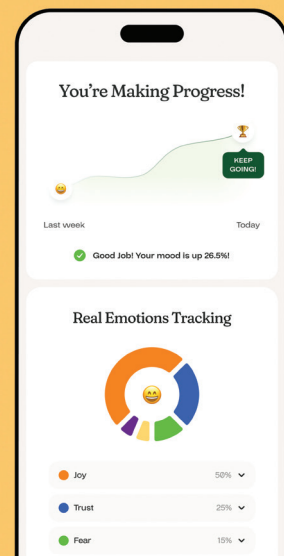 You're Making Progress!
KEEP
GOING!
Last week
Today
Good Job! Your mood is up 26.5%!
Real Emotions Tracking
Joy
50%
Trust
25%
Fear
15%